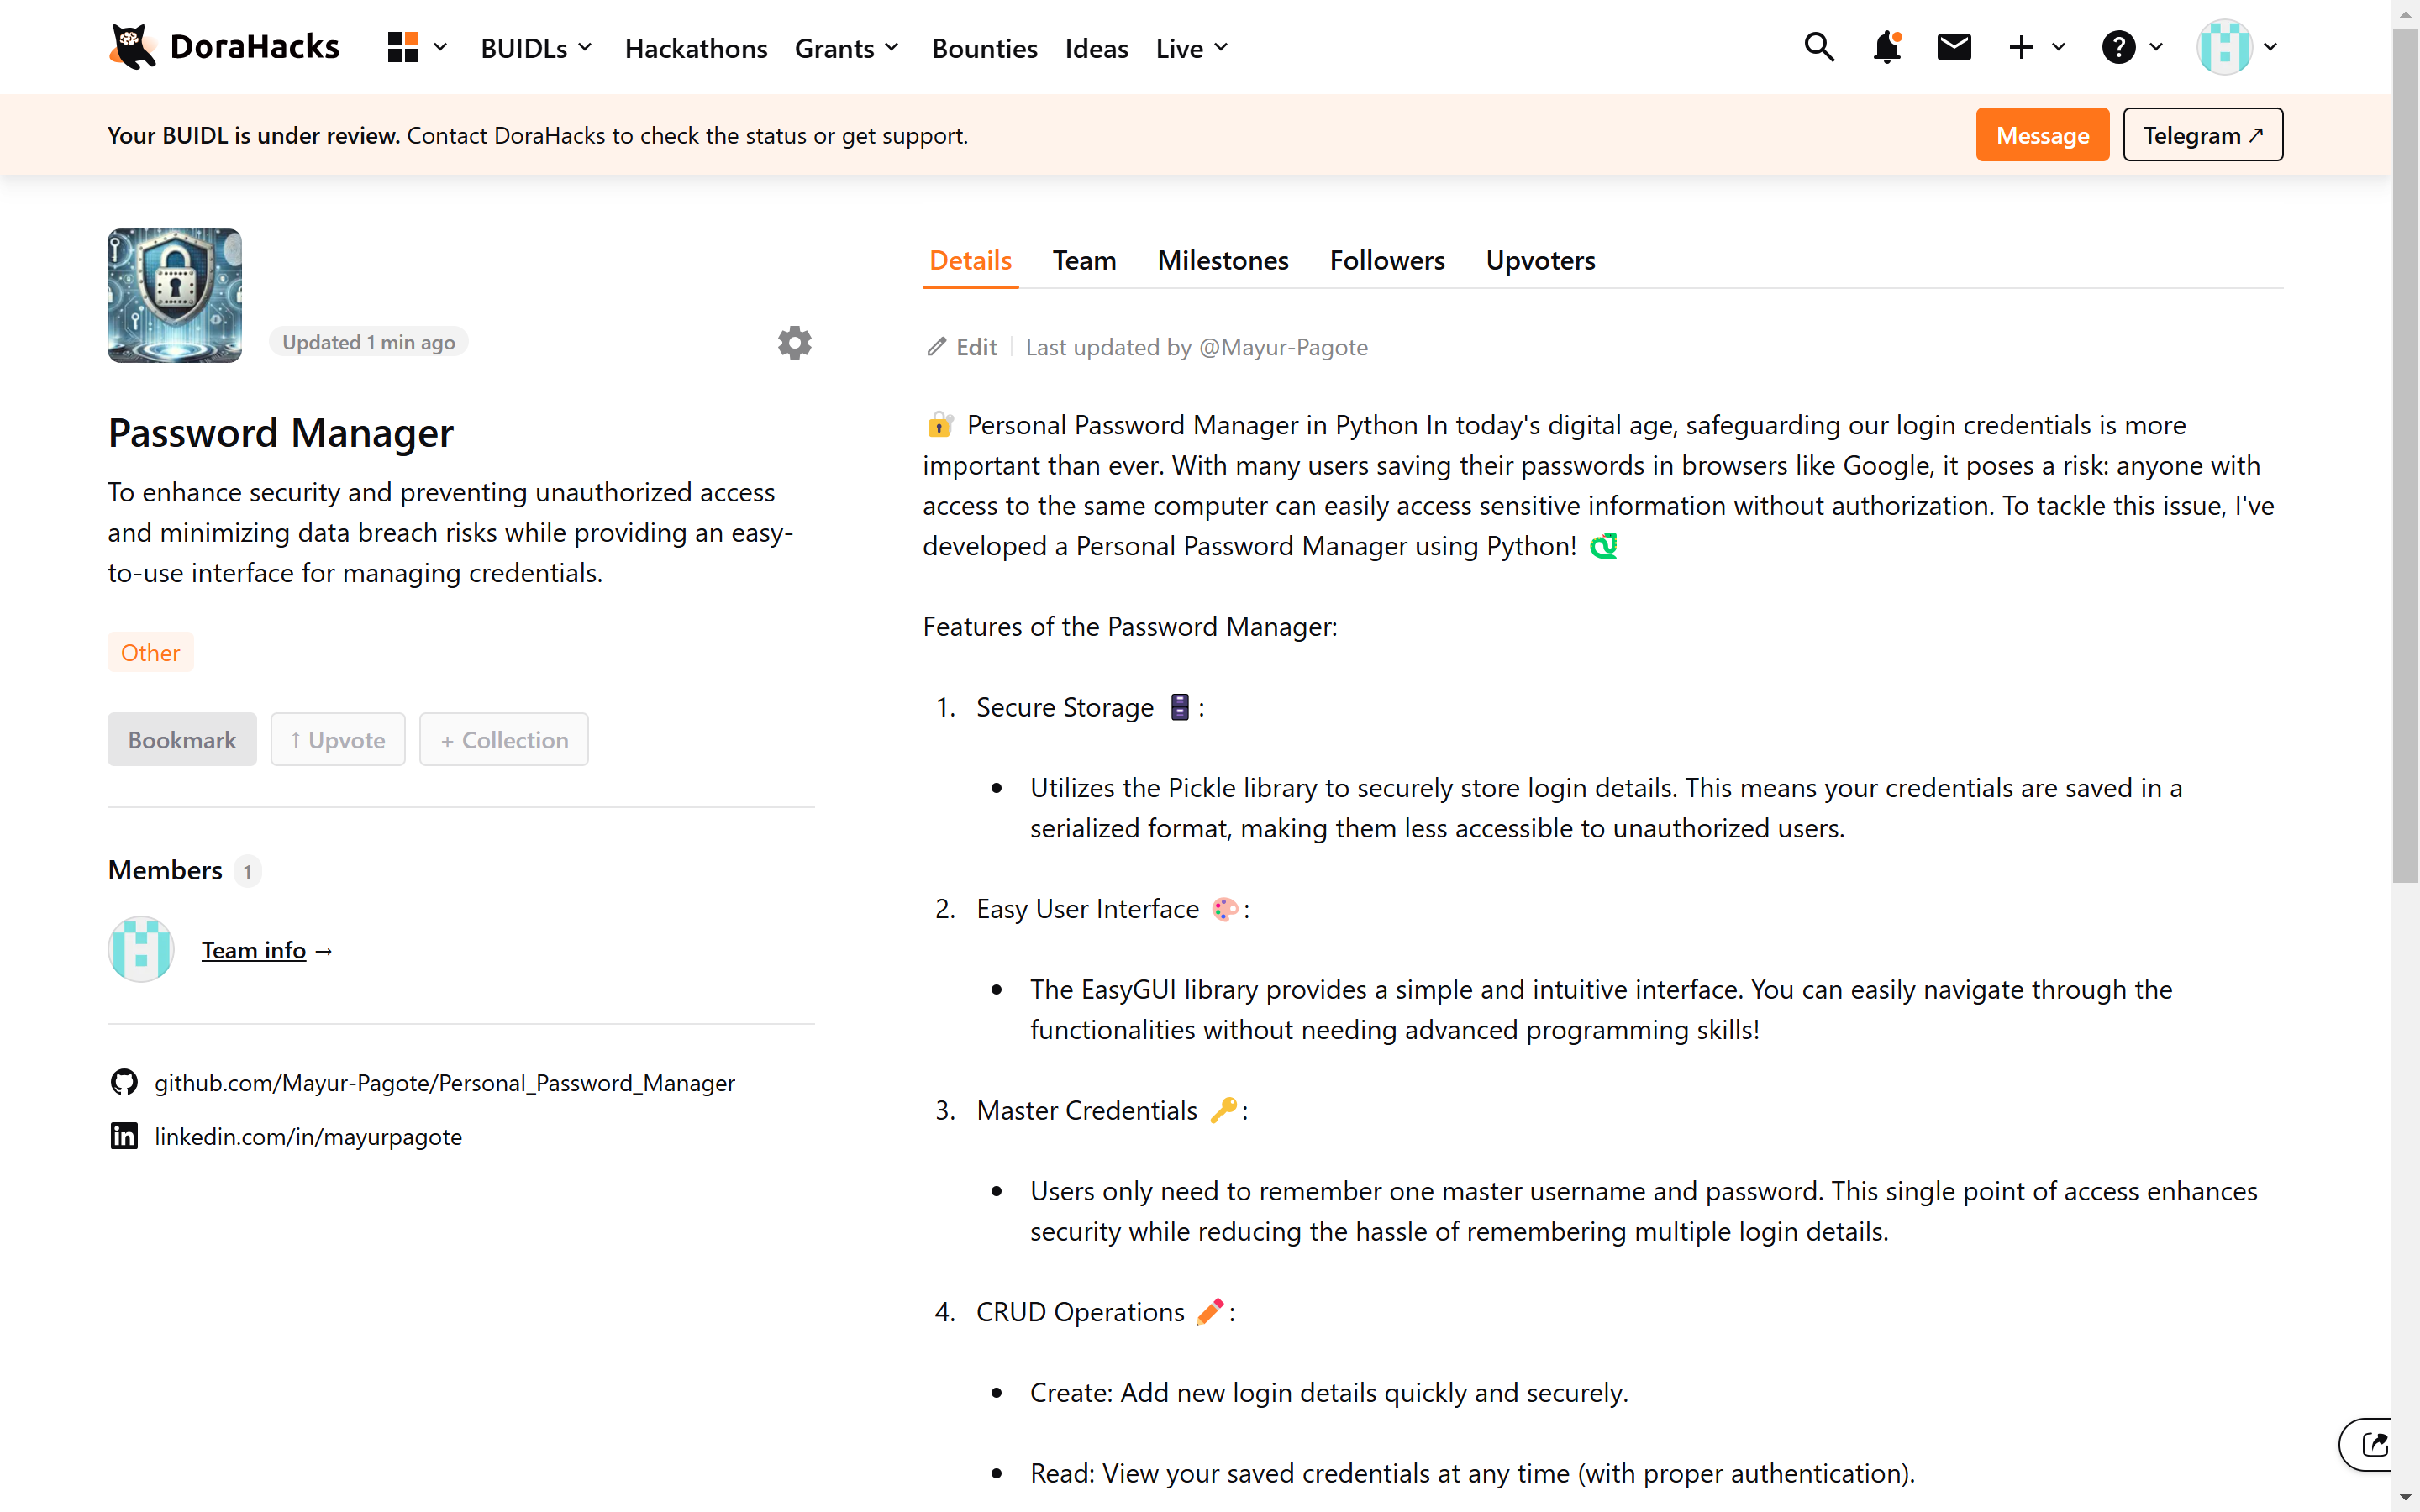 DoraHacks BUIDLs Hackathons Grants Bounties Ideas Live
Your BUIDL is under review. Contact DoraHacks to check the status or get support. Message Telegram ↗
Updated 1 min ago
Password Manager
To enhance security and preventing unauthorized access
and minimizing data breach risks while providing an easy-
to-use interface for managing credentials.
Other
Bookmark ↑ Upvote + Collection
Members 1
Team info →
github.com/Mayur-Pagote/Personal_Password_Manager
linkedin.com/in/mayurpagote
Details Team Milestones Followers Upvoters
Edit Last updated by @Mayur-Pagote
🔐 Personal Password Manager in Python In today's digital age, safeguarding our login credentials is more
important than ever. With many users saving their passwords in browsers like Google, it poses a risk: anyone with
access to the same computer can easily access sensitive information without authorization. To tackle this issue, I've
developed a Personal Password Manager using Python! 🐍
Features of the Password Manager:
1. Secure Storage 🗄️:
• Utilizes the Pickle library to securely store login details. This means your credentials are saved in a
serialized format, making them less accessible to unauthorized users.
2. Easy User Interface 🎨:
• The EasyGUI library provides a simple and intuitive interface. You can easily navigate through the
functionalities without needing advanced programming skills!
3. Master Credentials 🔑:
• Users only need to remember one master username and password. This single point of access enhances
security while reducing the hassle of remembering multiple login details.
4. CRUD Operations ✏️:
• Create: Add new login details quickly and securely.
• Read: View your saved credentials at any time (with proper authentication).